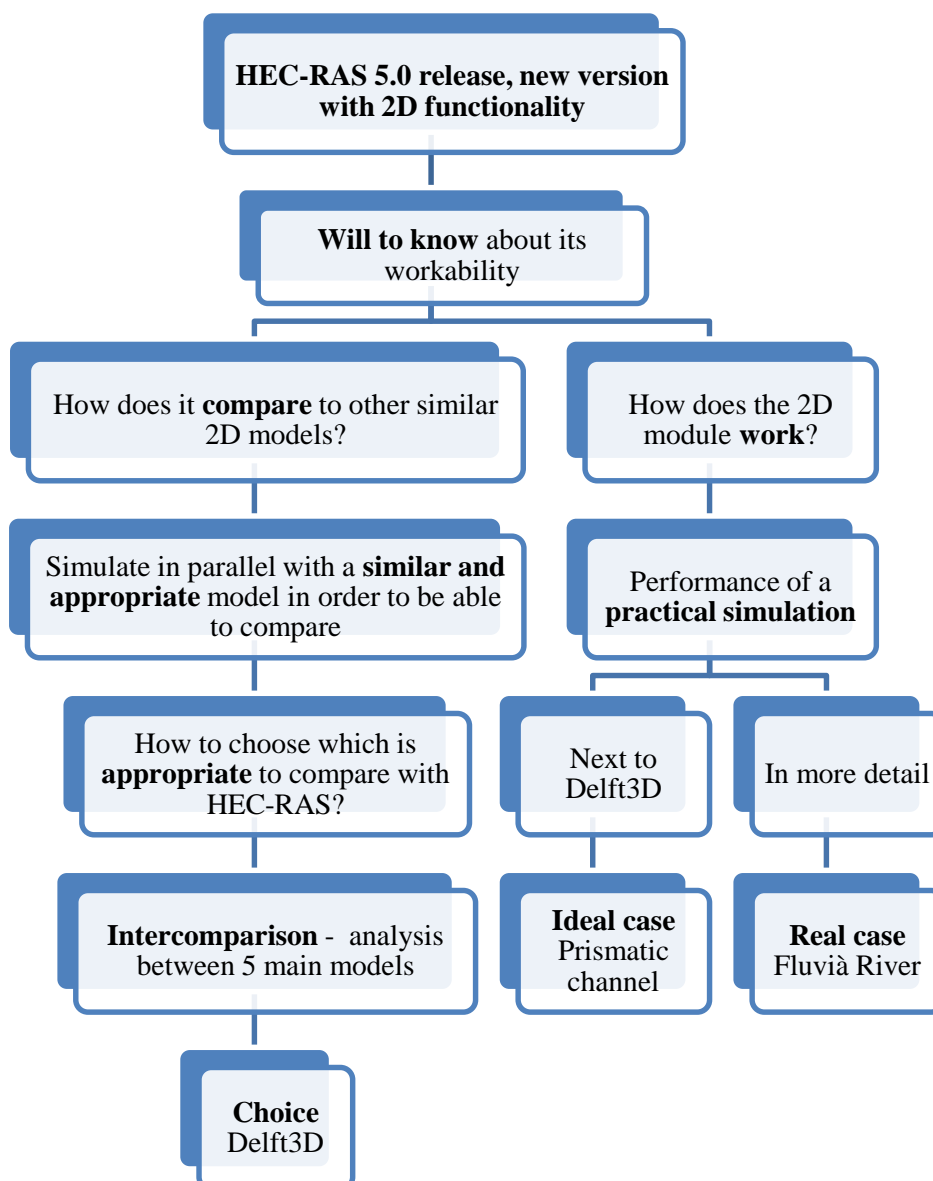 HEC-RAS 5.0 release, new version
with 2D functionality
Will to know about its
workability
How does it compare to other similar
2D models?
How does the 2D
module work?
Simulate in parallel with a similar and
appropriate model in order to be able
to compare
Performance of a
practical simulation
How to choose which is
appropriate to compare with
HEC-RAS?
Next to
Delft3D
In more detail
Intercomparison - analysis
between 5 main models
Ideal case
Prismatic
channel
Real case
Fluvià River
Choice
Delft3D